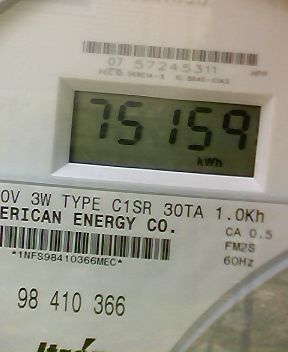 07 57245311
75159
kWh
0V 3W TYPE C1SR 30TA 1.0Kh
ERICAN ENERGY CO.
CA 0.5
FM2S
60Hz
*1NFS9B410366MEC*
98 410 366